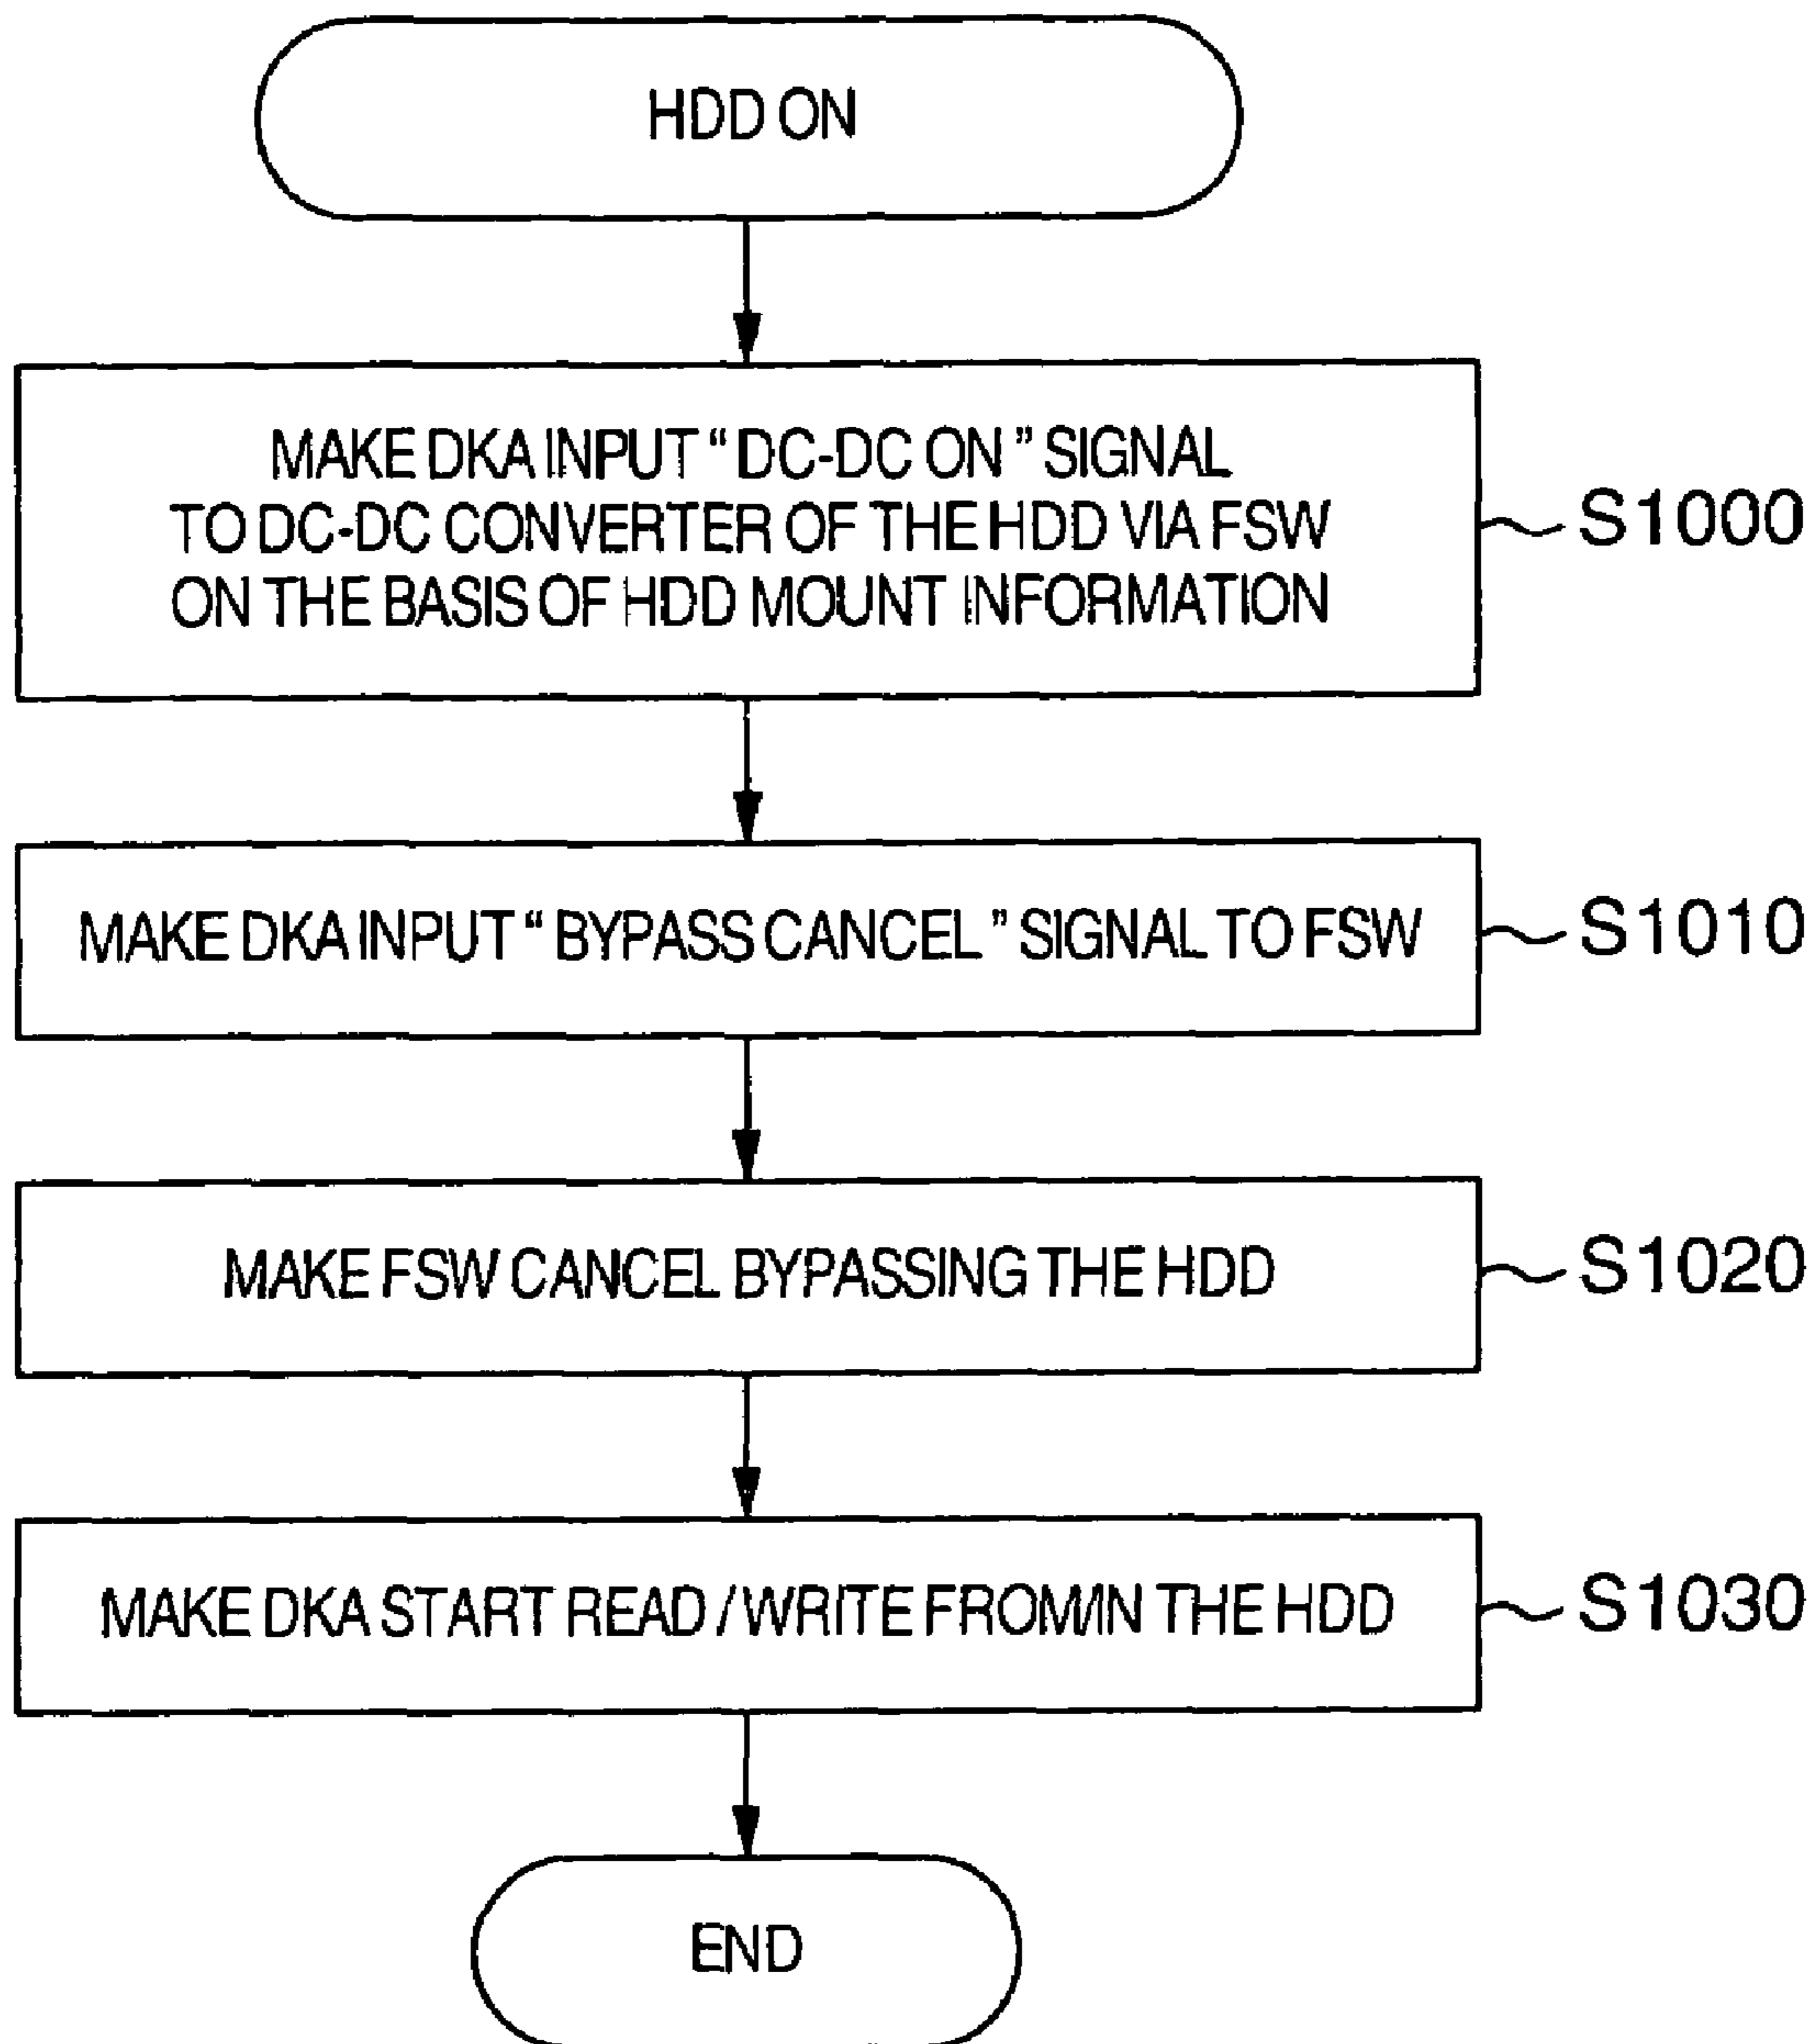 HDD ON
MAKE DKA INPUT “DC-DC ON” SIGNAL
TO DC-DC CONVERTER OF THE HDD VIA FSW
ON THE BASIS OF HDD MOUNT INFORMATION
S1000
MAKE DKA INPUT “BYPASS CANCEL” SIGNAL TO FSW
S1010
MAKE FSW CANCEL BYPASSING THE HDD
S1020
MAKE DKA START READ/WRITE FROM/IN THE HDD
S1030
END